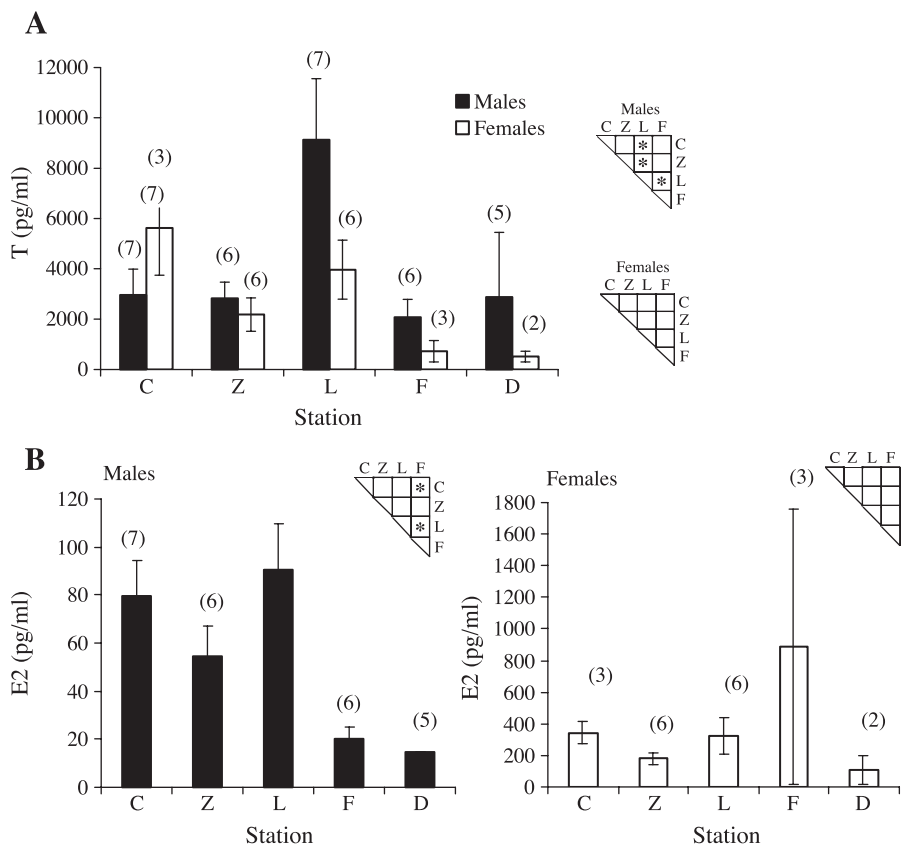 A
12000
10000
8000
6000
4000
2000
0
T (pg/ml)
(7) (3) (7)
(6) (6)
(7) (6)
(6) (3)
(5) (2)
C Z L F D
Station
Males
Females
Males
C Z L F
* C
* Z
* L
F
Females
C Z L F
C
Z
L
F
B
Males
120
100
80
60
40
20
0
E2 (pg/ml)
(7) (6) (6) (5)
C Z L F D
Station
C Z L F
* C
Z
* L
F
Females
1800
1600
1400
1200
1000
800
600
400
200
0
E2 (pg/ml)
(3) (6) (6) (3) (2)
C Z L F D
Station
C Z L F